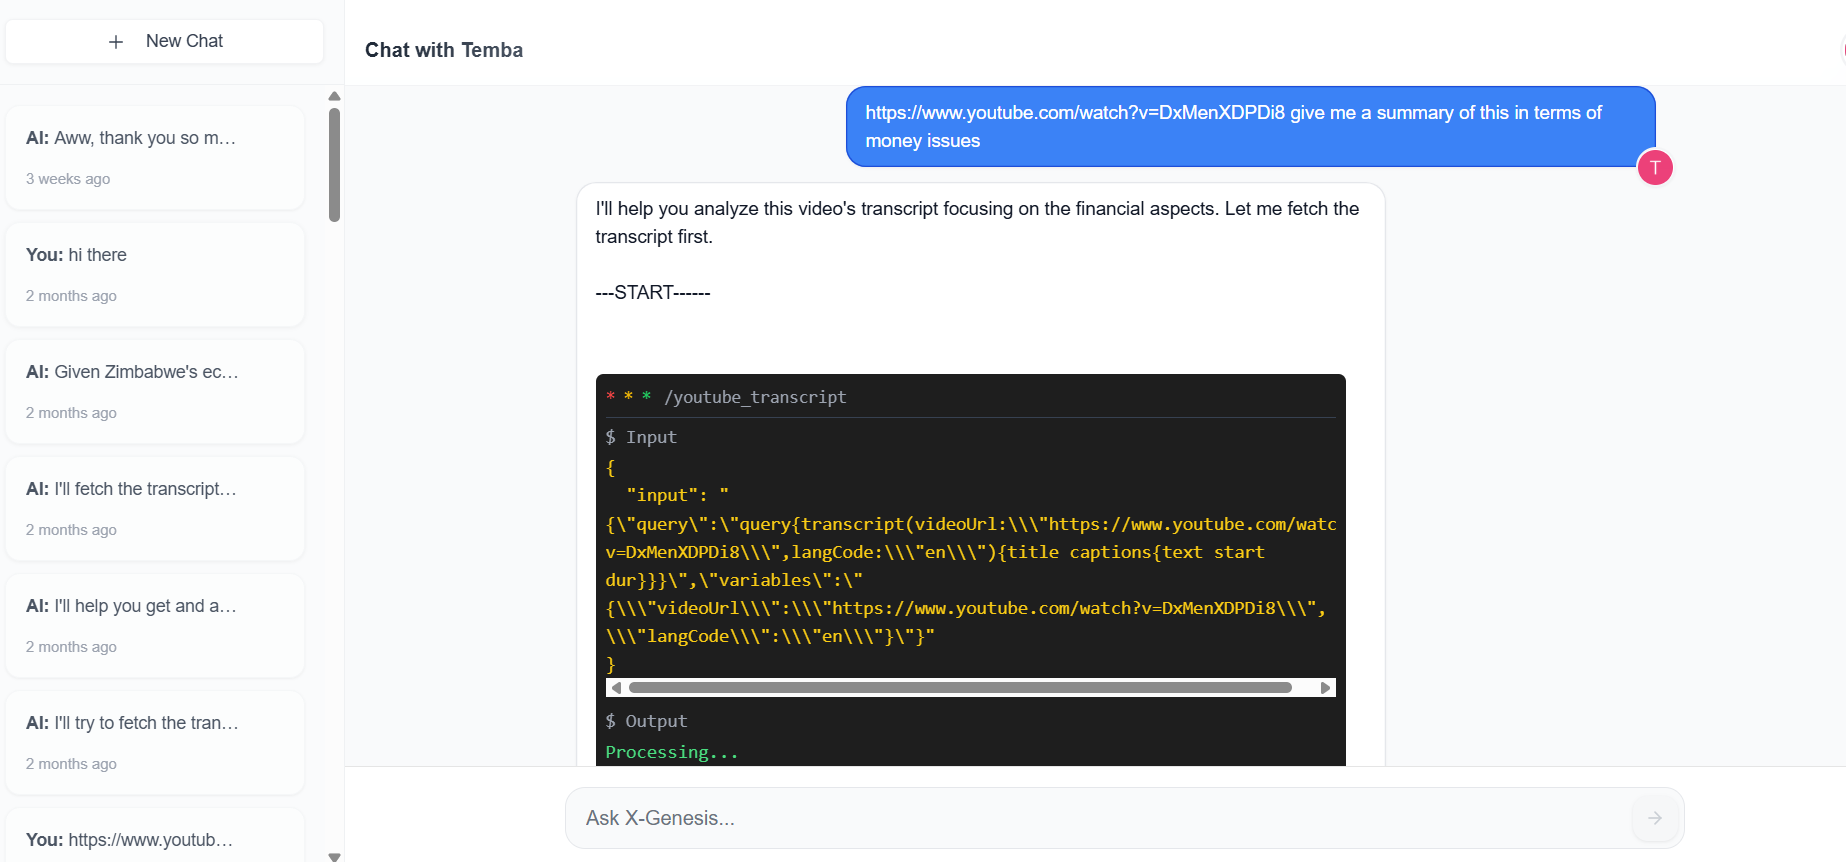 New Chat
AI: Aww, thank you so m...
3 weeks ago
You: hi there
2 months ago
AI: Given Zimbabwe's ec...
2 months ago
AI: I'll fetch the transcript...
2 months ago
AI: I'll help you get and a...
2 months ago
AI: I'll try to fetch the tran...
2 months ago
You: https://www.youtub...
Chat with Temba
https://www.youtube.com/watch?v=DxMenXDPDi8 give me a summary of this in terms of
money issues
T
I'll help you analyze this video's transcript focusing on the financial aspects. Let me fetch the
transcript first.
---START------
* * * /youtube_transcript
$ Input
{
"input": "
{\"query\":\"query{transcript(videoUrl:\\\"https://www.youtube.com/watc
v=DxMenXDPDi8\\\",langCode:\\\"en\\\"){title captions{text start
dur}}}\",\"variables\":\"
{\\\"videoUrl\\\":\\\"https://www.youtube.com/watch?v=DxMenXDPDi8\\\",
\\\"langCode\\\":\\\"en\\\"}\"}"
}
$ Output
Processing...
Ask X-Genesis...